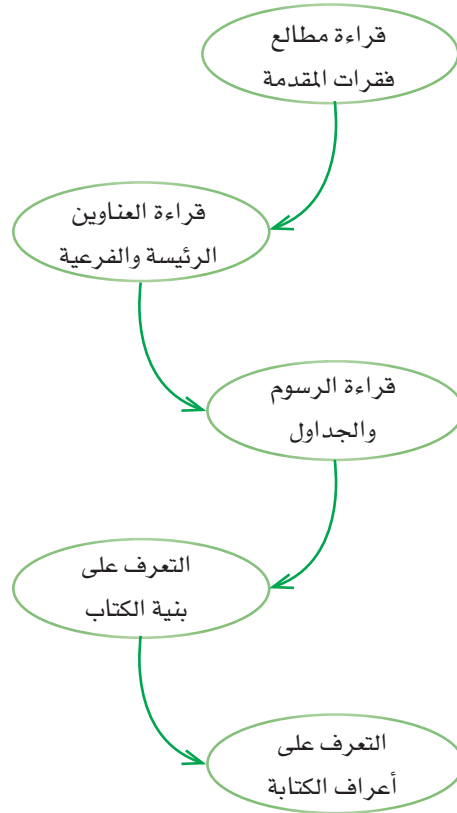 قراءة مطالع
فقرات المقدمة
قراءة العناوين
الرئيسة والفرعية
قراءة الرسوم
والجداول
التعرف على
بنية الكتاب
التعرف على
أعراف الكتابة